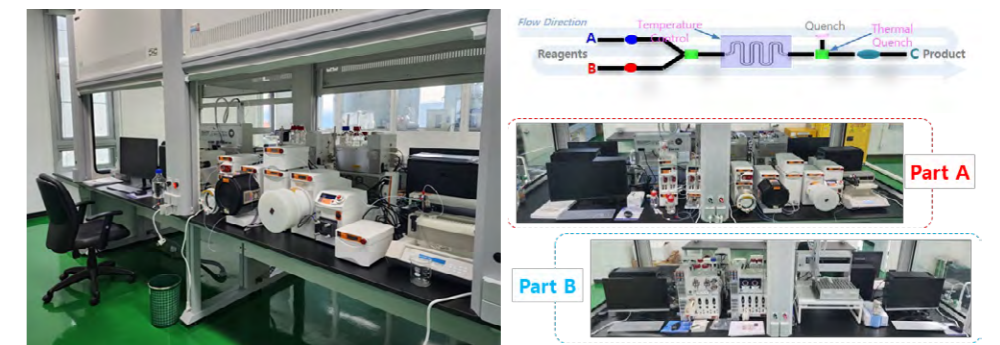 Flow Direction
Temperature
Control
Quench
Thermal
Quench
A
Reagents
B
C Product
Part A
Part B